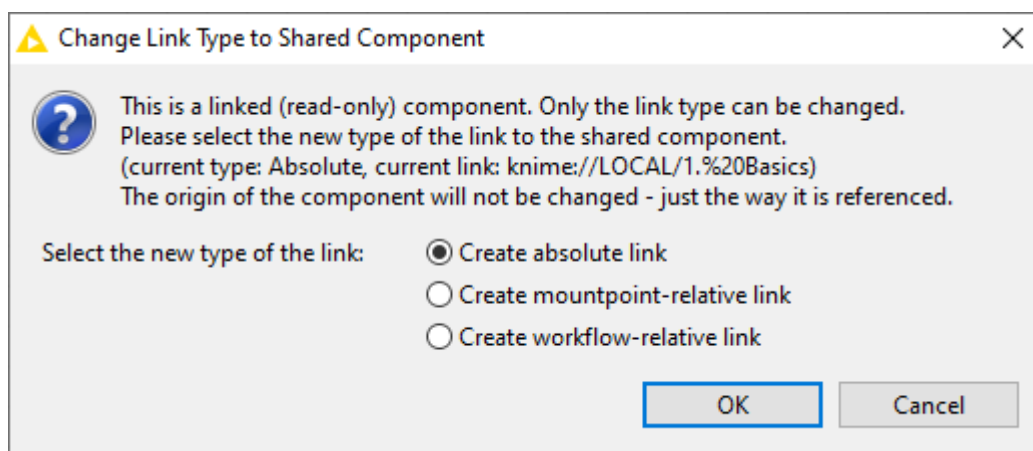 Change Link Type to Shared Component
This is a linked (read-only) component. Only the link type can be changed.
Please select the new type of the link to the shared component.
(current type: Absolute, current link: knime://LOCAL/1.%20Basics)
The origin of the component will not be changed - just the way it is referenced.
Select the new type of the link:
Create absolute link
Create mountpoint-relative link
Create workflow-relative link
OK
Cancel